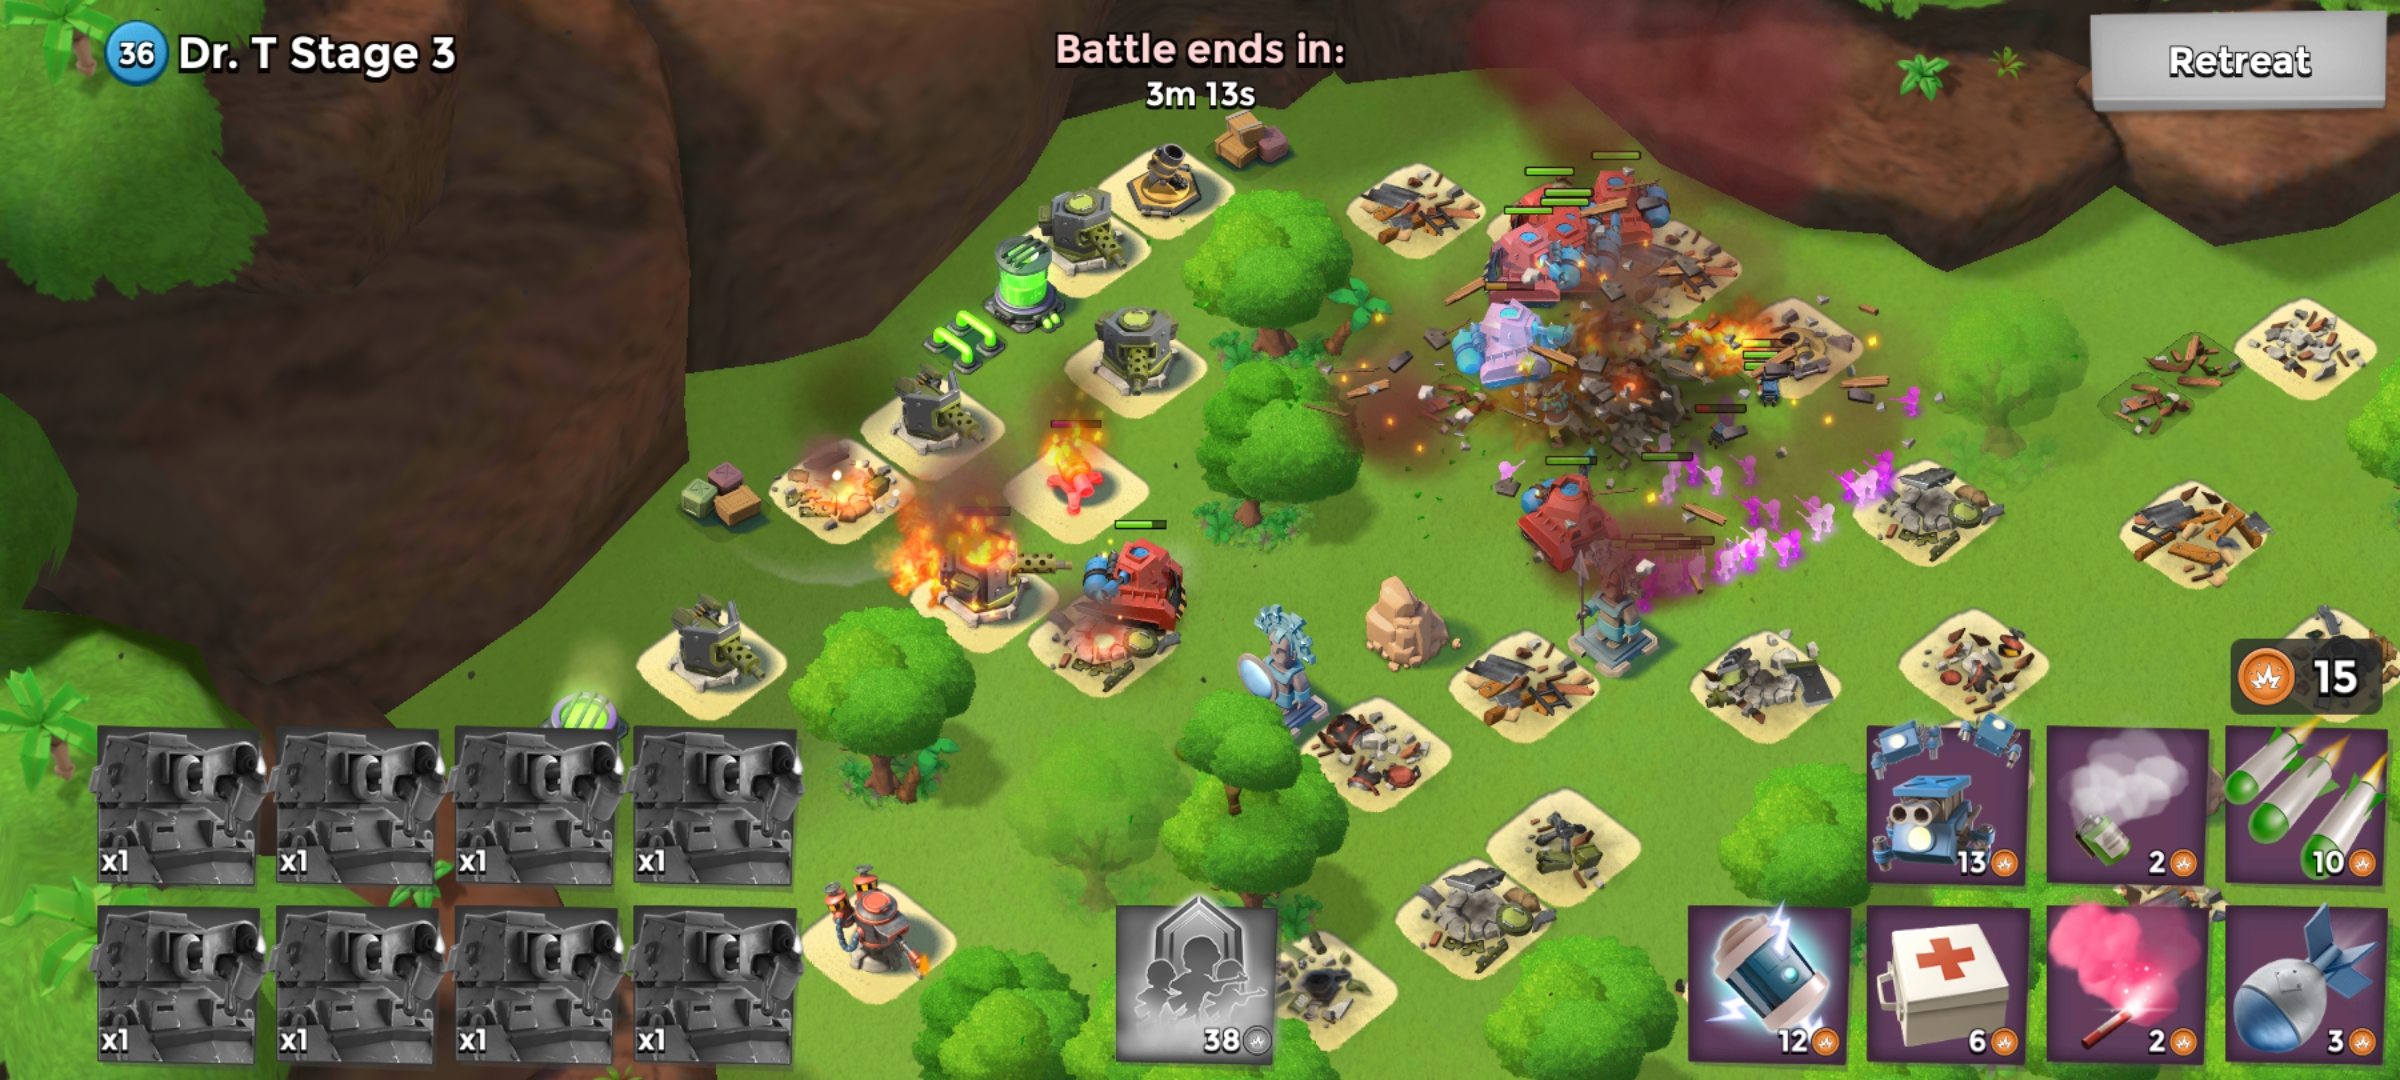 36 Dr. T Stage 3
Battle ends in:
3m 13s
Retreat
15
x1 x1 x1 x1
13 2 10
x1 x1 x1 x1
38
12 6 2 3